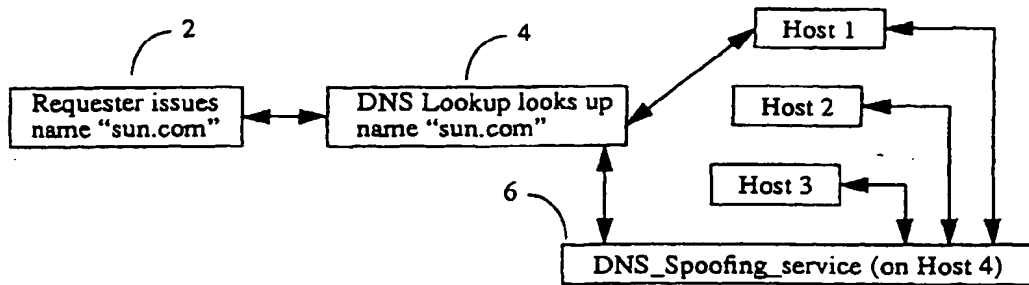 2
4
Host 1
Requester issues
name "sun.com"
DNS Lookup looks up
name "sun.com"
Host 2
Host 3
6
DNS_Spoofing_service (on Host 4)